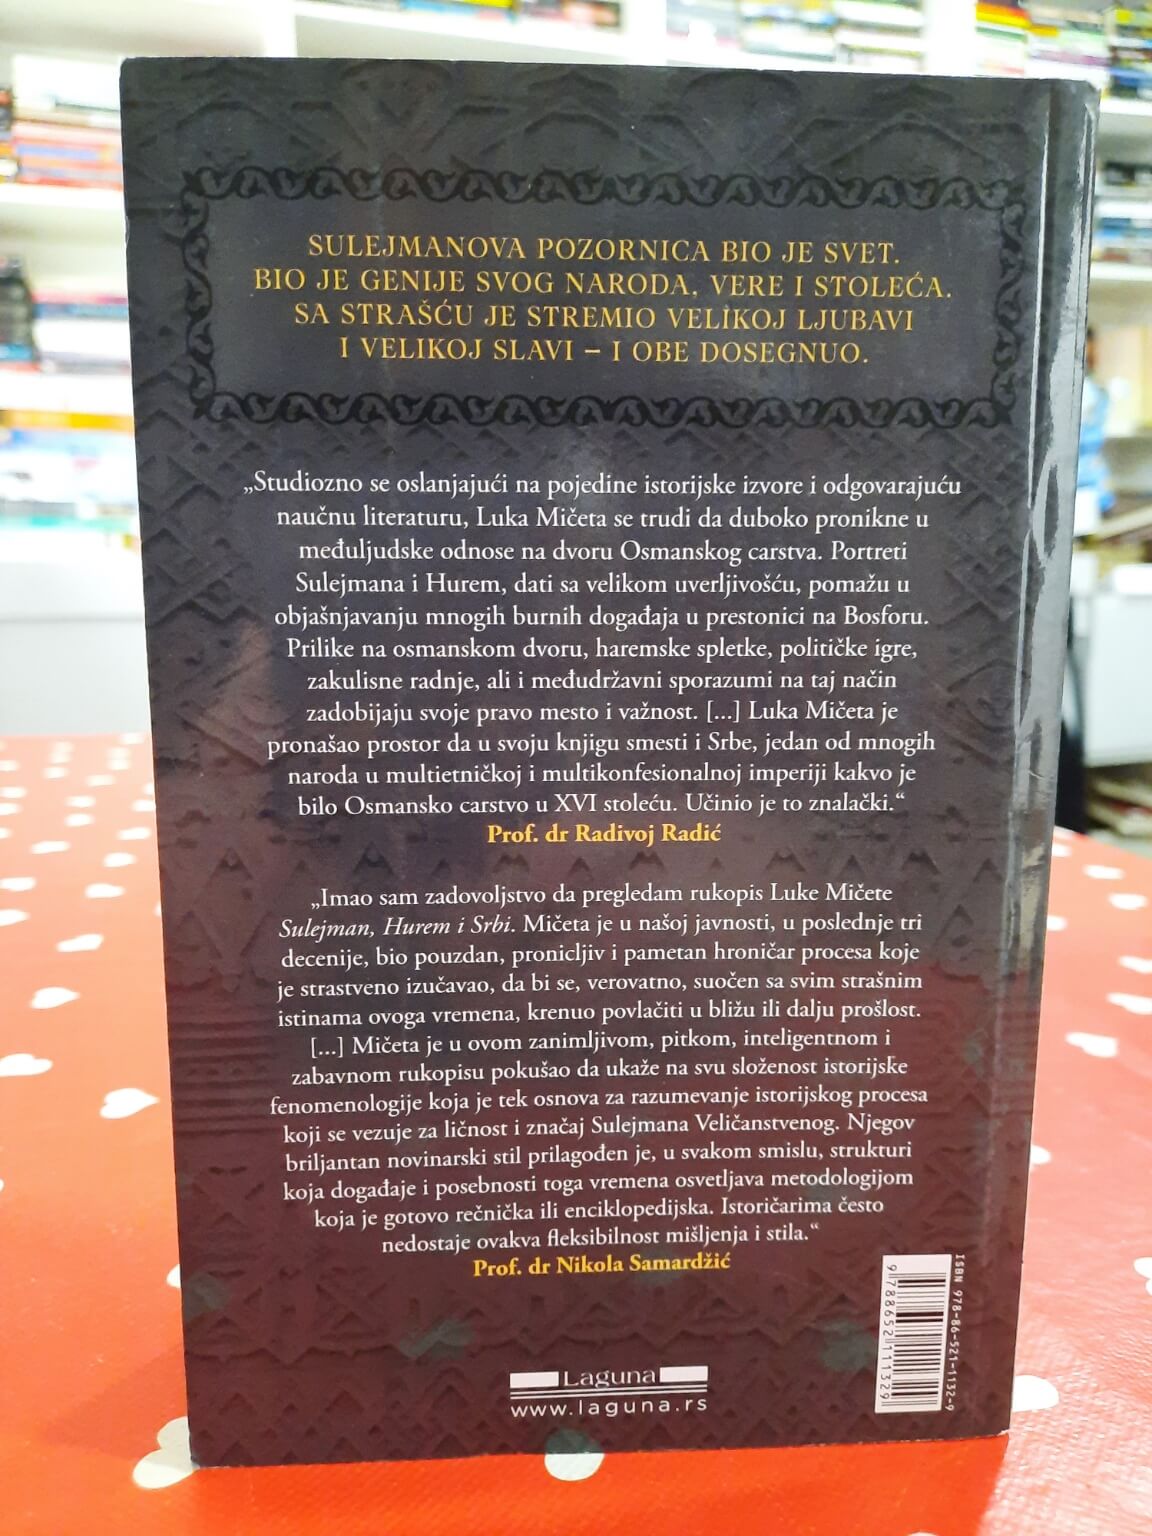 SULEJMANOVA POZORNICA BIO JE SVET.
BIO JE GENIJE SVOG NARODA, VERE I STOLEĆA.
SA STRAŠĆU JE STREMIO VELIKOJ LJUBAVI
I VELIKOJ SLAVI – I OBE DOSEGNUO.
„Studiozno se oslanjajući na pojedine istorijske izvore i odgovarajuću
naučnu literaturu, Luka Mičeta se trudi da duboko pronikne u
međuljudske odnose na dvoru Osmanskog carstva. Portreti
Sulejmana i Hurem, dati sa velikom uverljivošću, pomažu u
objašnjavanju mnogih burnih događaja u prestonici na Bosforu.
Prilike na osmanskom dvoru, haremske spletke, političke igre,
zakulisne radnje, ali i međudržavni sporazumi na taj način
zadobijaju svoje pravo mesto i važnost. [...] Luka Mičeta je
pronašao prostor da u svoju knjigu smesti i Srbe, jedan od mnogih
naroda u multietničkoj i multikonfesionalnoj imperiji kakvo je
bilo Osmansko carstvo u XVI stoleću. Učinio je to znalački.“
Prof. dr Radivoj Radić
„Imao sam zadovoljstvo da pregledam rukopis Luke Mičete
Sulejman, Hurem i Srbi. Mičeta je u našoj javnosti, u poslednje tri
decenije, bio pouzdan, pronicljiv i pametan hroničar procesa koje
je strastveno izučavao, da bi se, verovatno, suočen sa svim strašnim
istinama ovoga vremena, krenuo povlačiti u bližu ili dalju prošlost.
[...] Mičeta je u ovom zanimljivom, pitkom, inteligentnom i
zabavnom rukopisu pokušao da ukaže na svu složenost istorijske
fenomenologije koja je tek osnova za razumevanje istorijskog procesa
koji se vezuje za ličnost i značaj Sulejmana Veličanstvenog. Njegov
briljantan novinarski stil prilagođen je, u svakom smislu, strukturi
koja događaje i posebnosti toga vremena osvetljava metodologijom
koja je gotovo rečnička ili enciklopedijska. Istoričarima često
nedostaje ovakva fleksibilnost mišljenja i stila.“
Prof. dr Nikola Samardžić
ISBN 978-86-521-1132-9
9788652111329
Laguna
www.laguna.rs